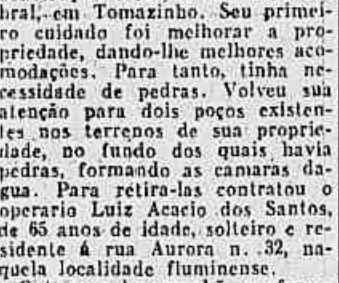 bral, em Tomazinho. Seu primei-
ro cuidado foi melhorar a pro-
priedade, dando-lhe melhores aco-
modações. Para tanto, tinha ne-
cessidade de pedras. Volveu sua
atenção para dois poços existen-
tes nos terrenos de sua proprie-
dade, no fundo dos quais havia
pedras, formando as camaras da-
gua. Para retira-las contratou o
operario Luiz Acacio dos Santos,
de 65 anos de idade, solteiro e re-
sidente á rua Aurora n. 32, na-
quela localidade fluminense.